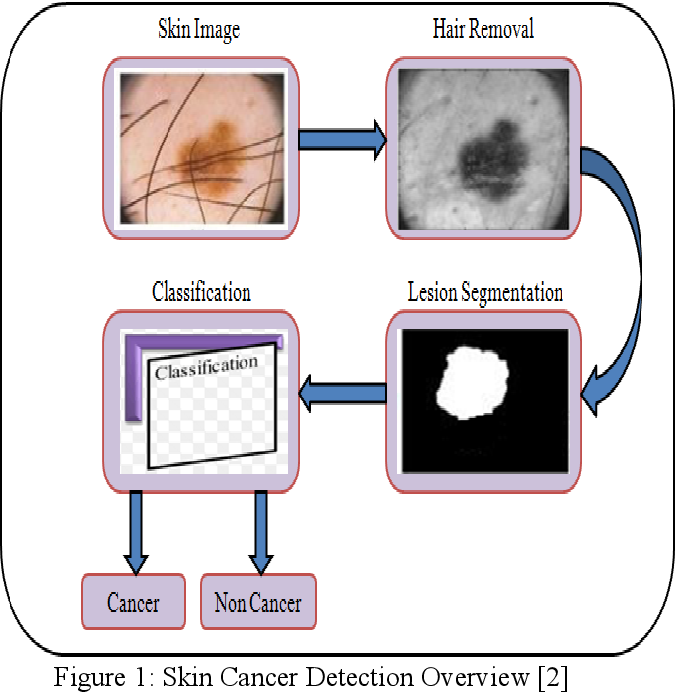 Skin Image
Hair Removal
Classification
Lesion Segmentation
Classification
Cancer
Non Cancer
Figure 1: Skin Cancer Detection Overview [2]